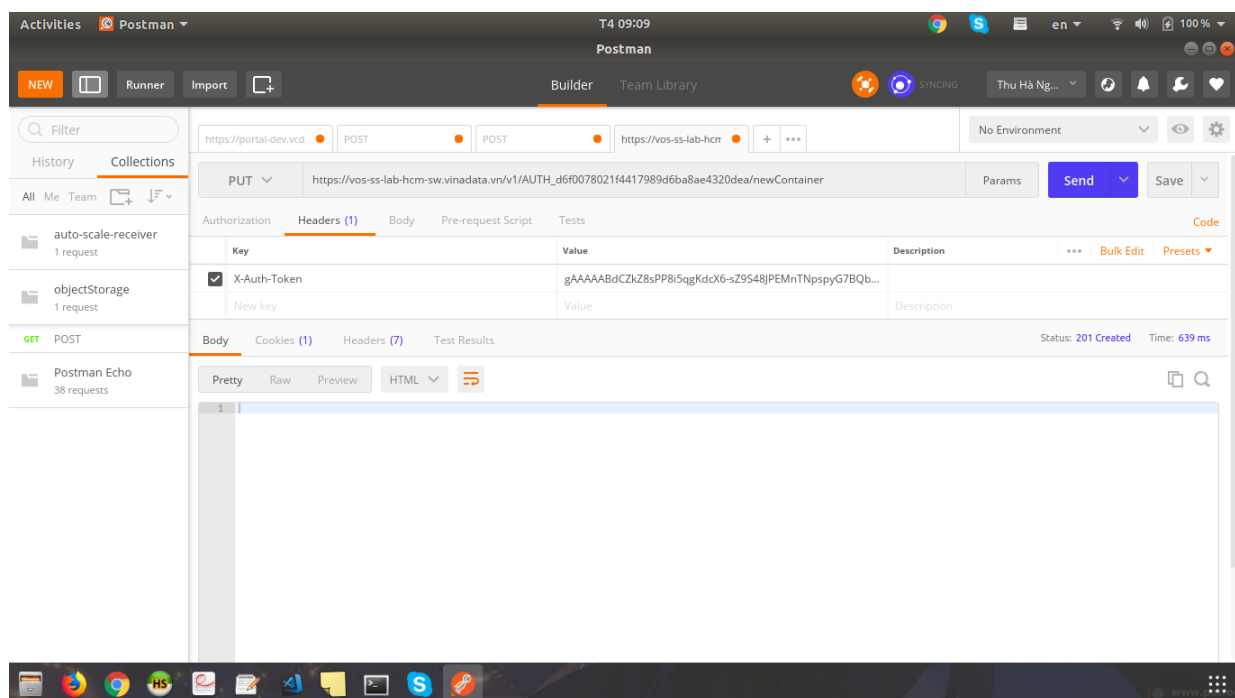 Activities Postman T4 09:09 en 100 %
Postman
NEW Runner Import Builder Team Library SYNCING Thu Hà Ng...
Filter
History Collections
All Me Team
auto-scale-receiver
1 request
objectStorage
1 request
GET POST
Postman Echo
38 requests
https://portal-dev.vcd POST POST https://vos-ss-lab-hcm + ••• No Environment
PUT https://vos-ss-lab-hcm-sw.vinadata.vn/v1/AUTH_d6f0078021f4417989d6ba8ae4320dea/newContainer Params Send Save
Authorization Headers (1) Body Pre-request Script Tests Code
Key Value Description ••• Bulk Edit Presets
X-Auth-Token gAAAAABdCZkZ8sPP8i5qgKdcX6-sZ9S48JPEMnTNpspyG7BQb...
New key Value Description
Body Cookies (1) Headers (7) Test Results Status: 201 Created Time: 639 ms
Pretty Raw Preview HTML
1
HS